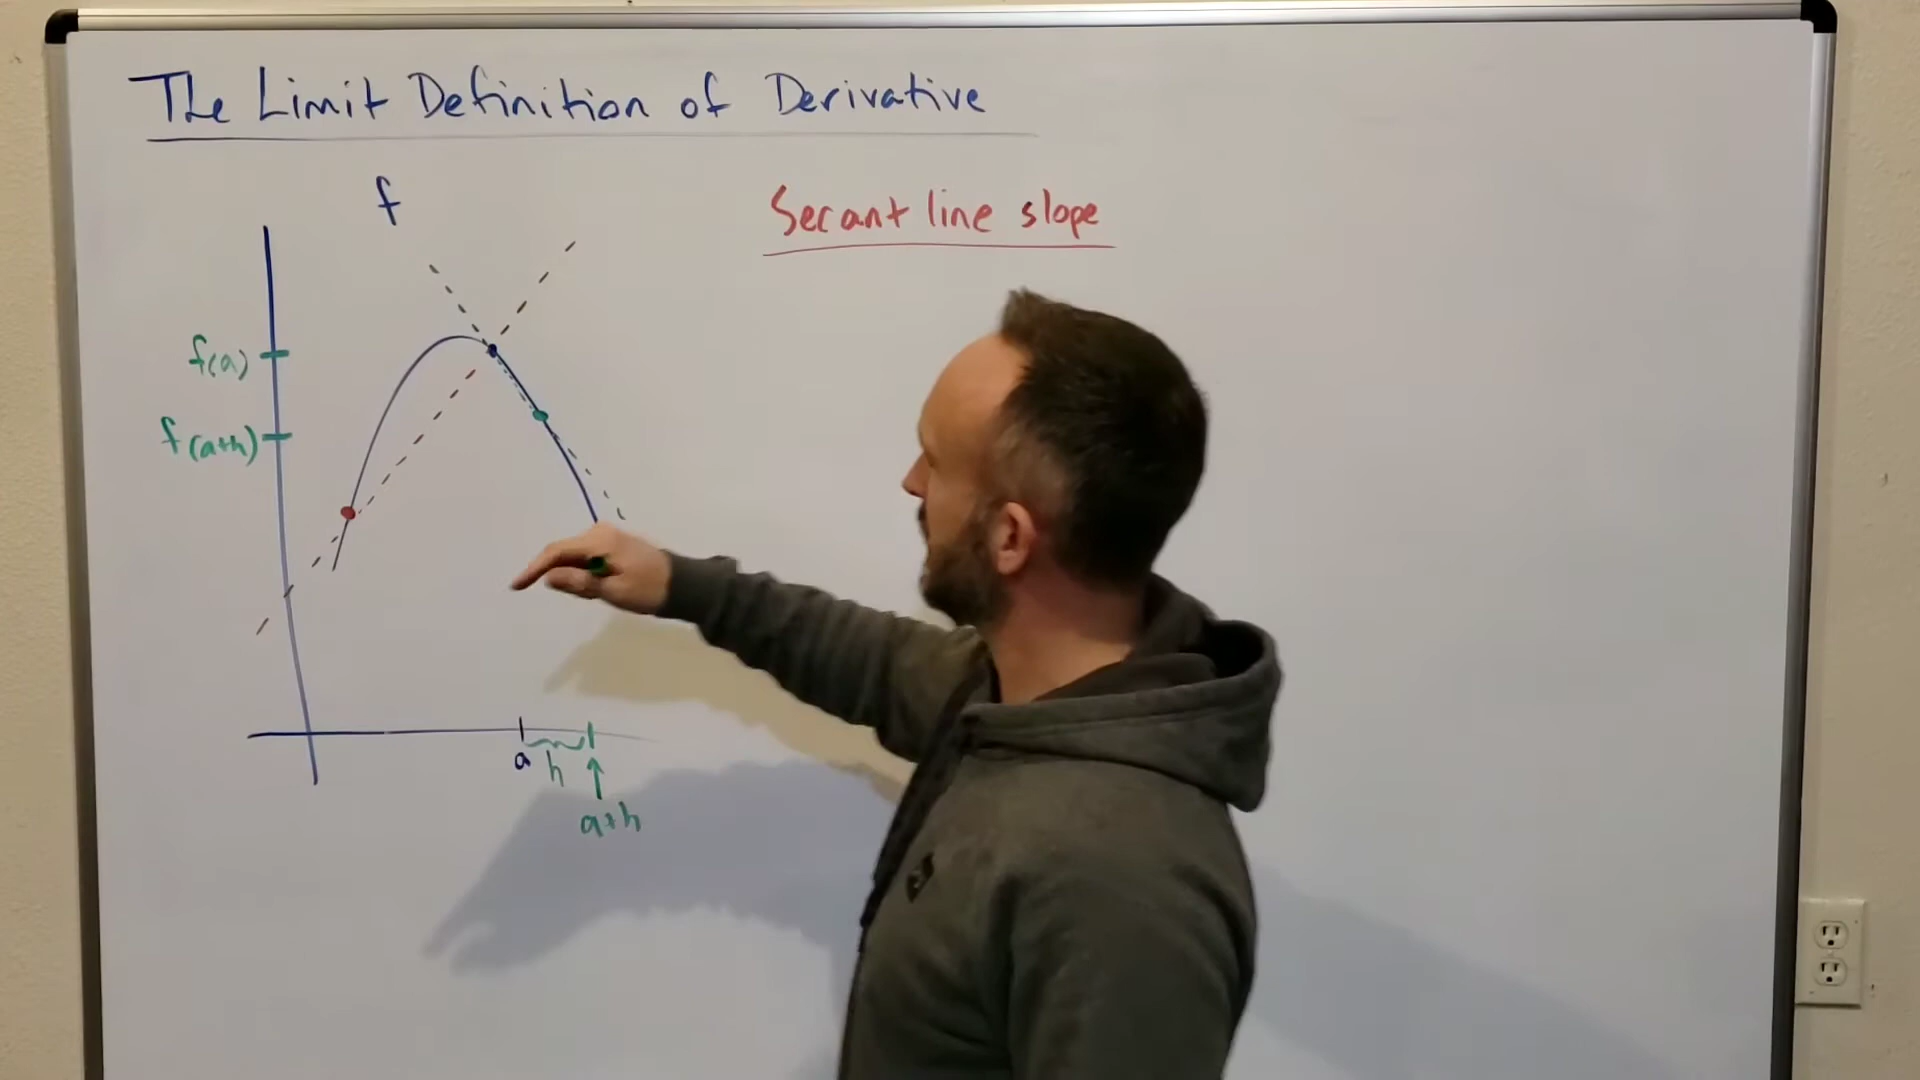 The Limit Definition of Derivative
f
Secant line slope
f(a)
f(a+h)
a
h
a+h